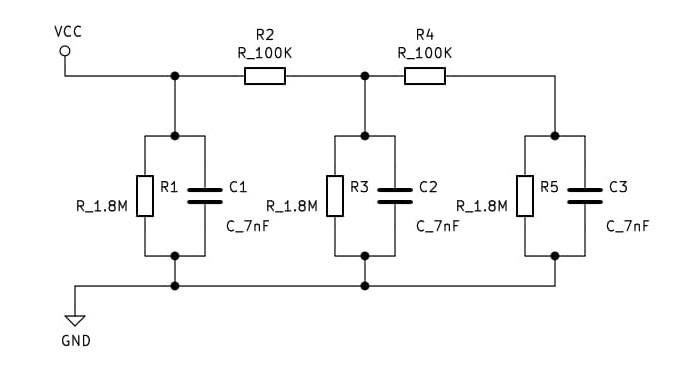 VCC
R2
R_100K
R4
R_100K
R1
R_1.8M
C1
C_7nF
R3
R_1.8M
C2
C_7nF
R5
R_1.8M
C3
C_7nF
GND